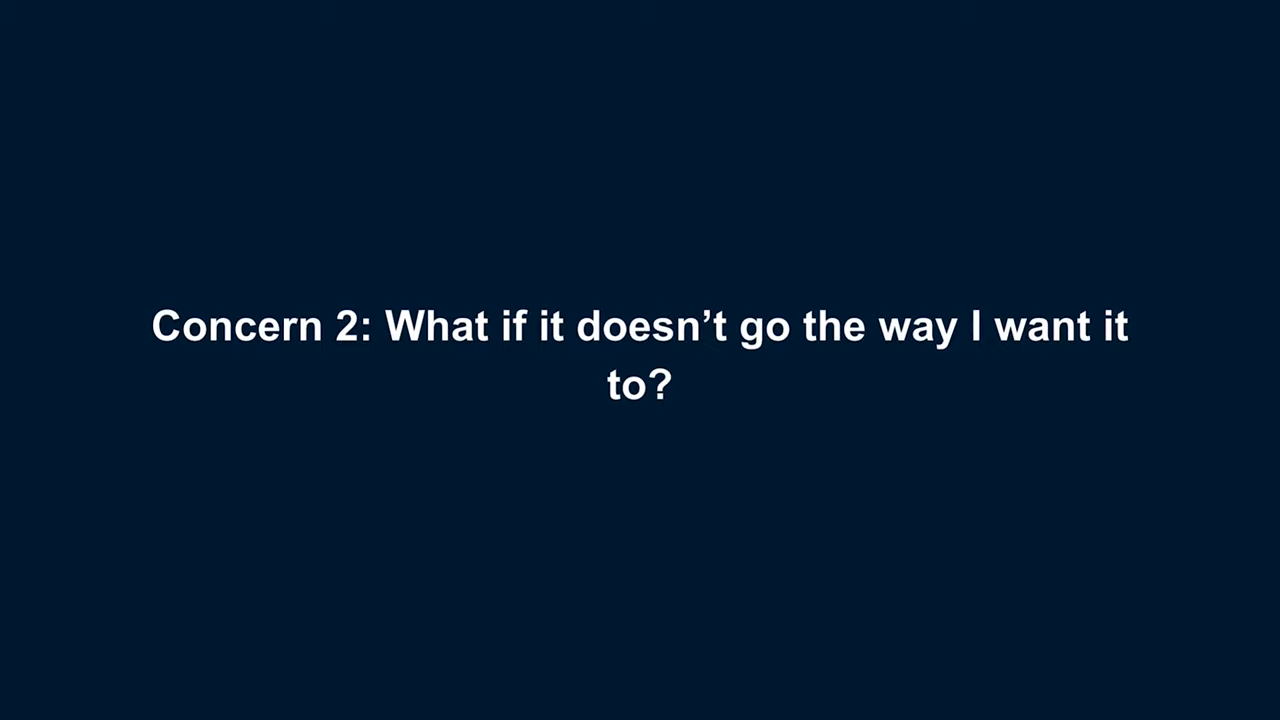 Concern 2: What if it doesn’t go the way I want it
to?